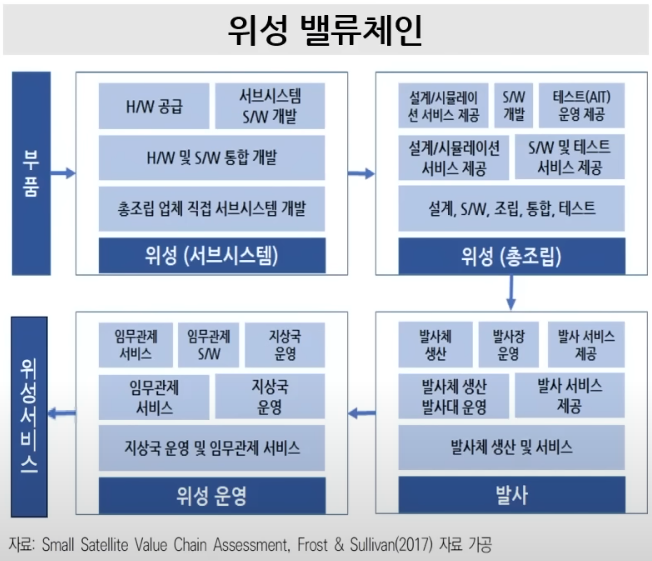 위성 밸류체인
부품
H/W 공급
서브시스템
S/W 개발
H/W 및 S/W 통합 개발
총조립 업체 직접 서브시스템 개발
위성 (서브시스템)
설계/시뮬레이
션 서비스 제공
S/W
개발
테스트(AIT)
운영 제공
설계/시뮬레이션
서비스 제공
S/W 및 테스트
서비스 제공
설계, S/W, 조립, 통합, 테스트
위성 (총조립)
위성서비스
임무관제
서비스
임무관제
S/W
지상국
운영
임무관제
서비스
지상국
운영
지상국 운영 및 임무관제 서비스
위성 운영
발사체
생산
발사장
운영
발사 서비스
제공
발사체 생산
발사대 운영
발사 서비스
제공
발사체 생산 및 서비스
발사
자료: Small Satellite Value Chain Assessment, Frost & Sullivan(2017) 자료 가공